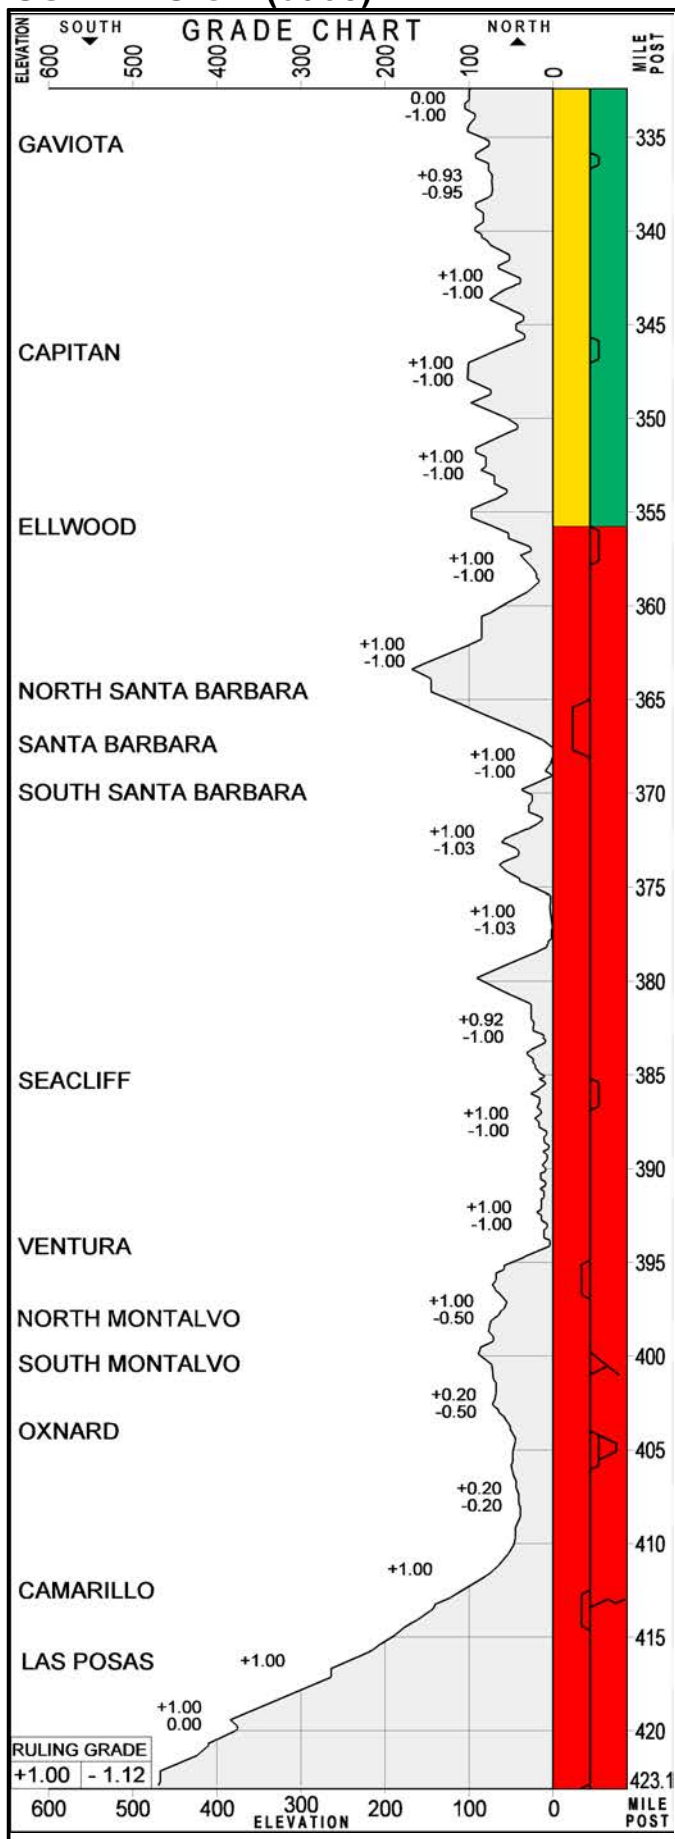 SOUTH GRADE CHART NORTH
ELEVATION
MILE POST
600 500 400 300 200 100 0
0.00
-1.00
335
GAVIOTA
+0.93
-0.95
340
+1.00
-1.00
345
CAPITAN
+1.00
-1.00
350
+1.00
-1.00
355
ELLWOOD
+1.00
-1.00
360
+1.00
-1.00
NORTH SANTA BARBARA
365
SANTA BARBARA
+1.00
-1.00
SOUTH SANTA BARBARA
370
+1.00
-1.03
375
+1.00
-1.03
380
+0.92
-1.00
SEACLIFF
385
+1.00
-1.00
390
+1.00
-1.00
VENTURA
395
+1.00
-0.50
NORTH MONTALVO
SOUTH MONTALVO
400
+0.20
-0.50
OXNARD
405
+0.20
-0.20
410
+1.00
CAMARILLO
415
LAS POSAS
+1.00
+1.00
0.00
420
RULING GRADE
+1.00 - 1.12
423.1
600 500 400 300 200 100 0
ELEVATION
MILE POST